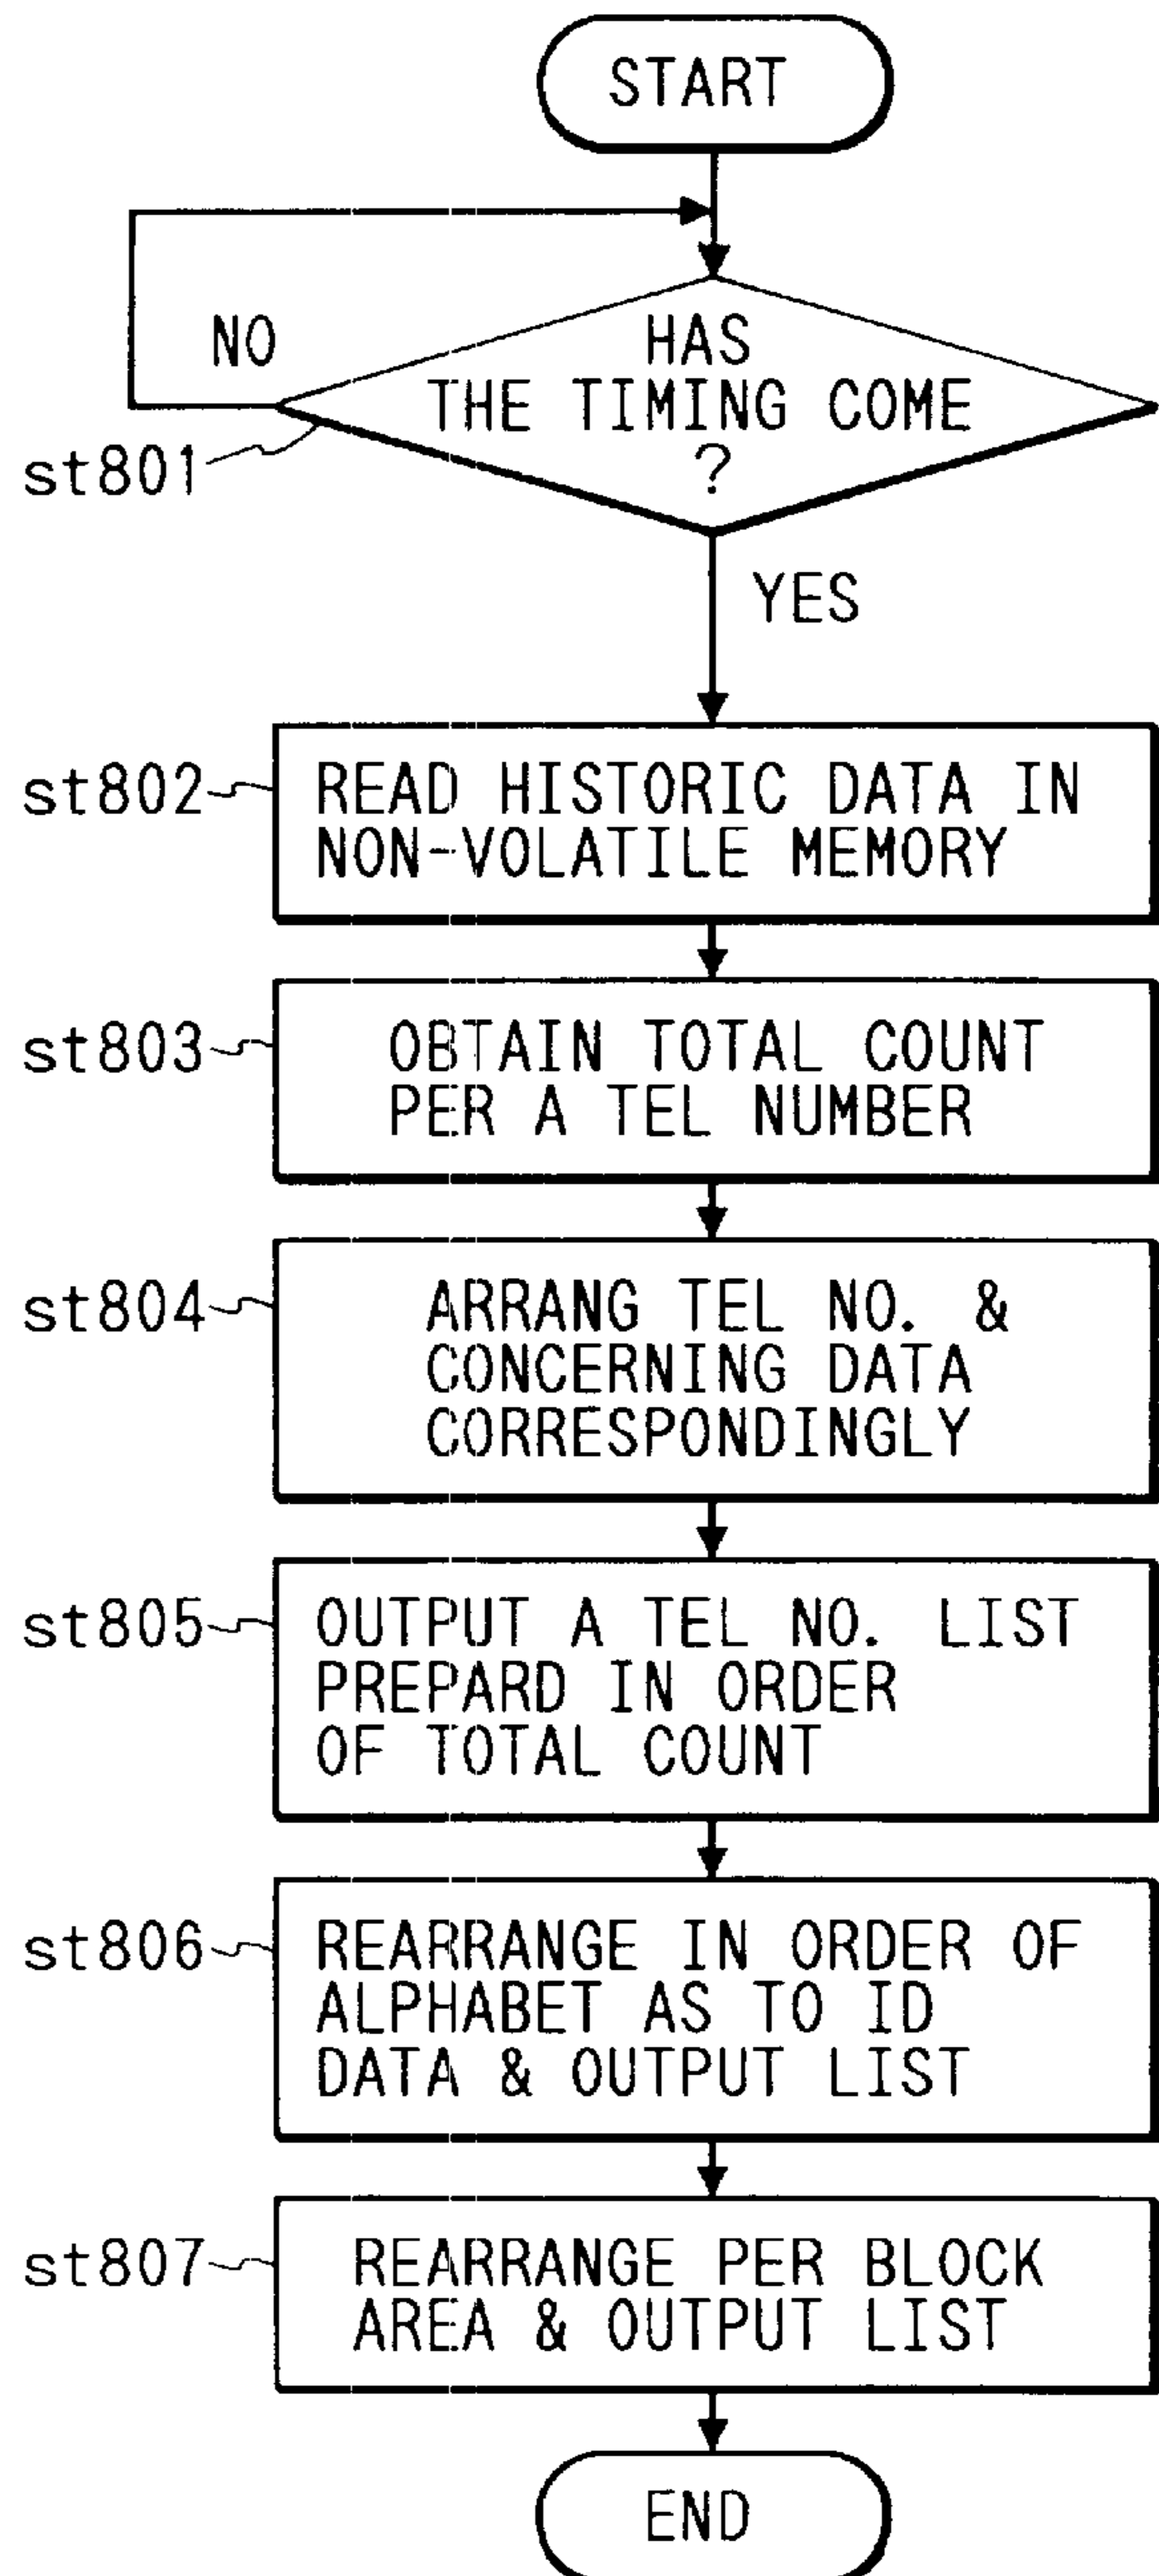 START
NO
HAS
THE TIMING COME
?
st801
YES
st802
READ HISTORIC DATA IN
NON-VOLATILE MEMORY
st803
OBTAIN TOTAL COUNT
PER A TEL NUMBER
st804
ARRANG TEL NO. &
CONCERNING DATA
CORRESPONDINGLY
st805
OUTPUT A TEL NO. LIST
PREPARD IN ORDER
OF TOTAL COUNT
st806
REARRANGE IN ORDER OF
ALPHABET AS TO ID
DATA & OUTPUT LIST
st807
REARRANGE PER BLOCK
AREA & OUTPUT LIST
END